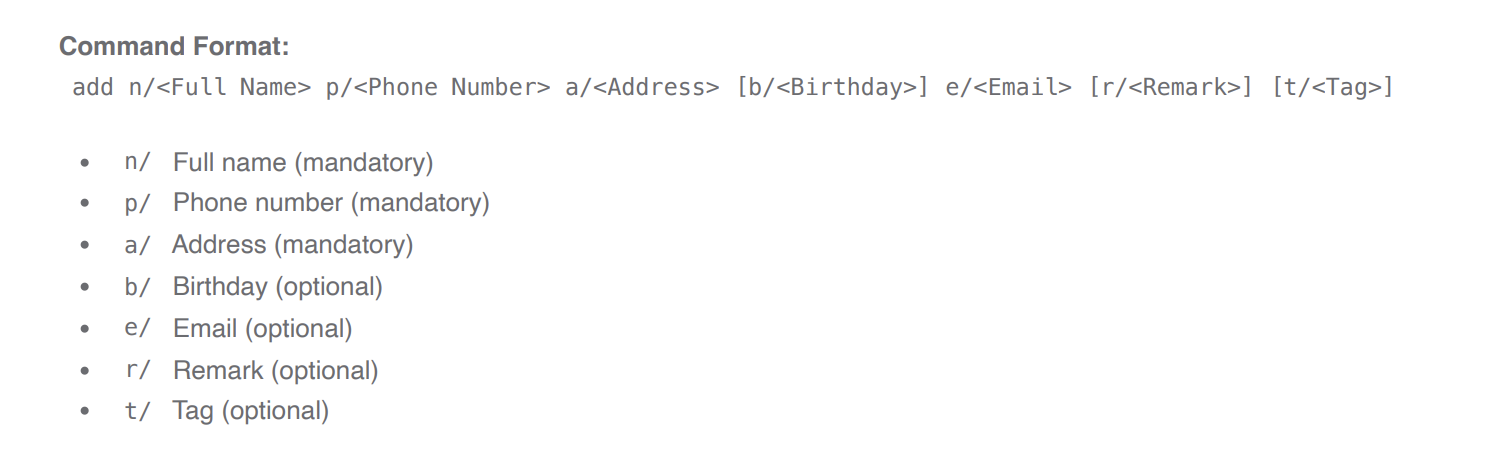 Command Format:
add n/<Full Name> p/<Phone Number> a/<Address> [b/<Birthday>] e/<Email> [r/<Remark>] [t/<Tag>]
• n/ Full name (mandatory)
• p/ Phone number (mandatory)
• a/ Address (mandatory)
• b/ Birthday (optional)
• e/ Email (optional)
• r/ Remark (optional)
• t/ Tag (optional)